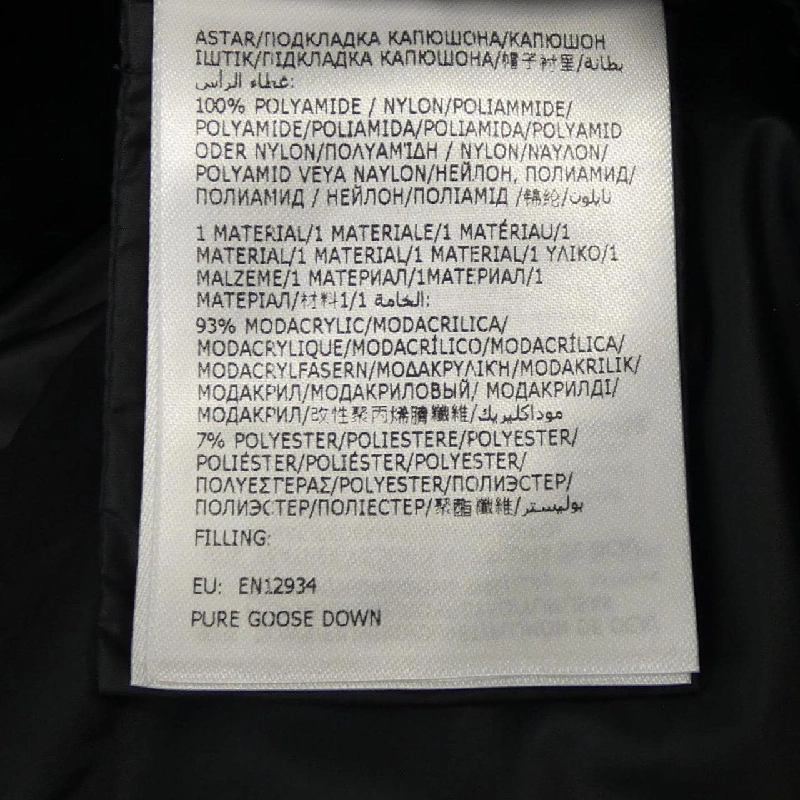 ASTAR/ПОДКЛАДКА КАПЮШОНА/КАПЮШОН
ІШТІК/ПІДКЛАДКА КАПЮШОНА/帽子衬里/بطانة
غطاء الرأس:
100% POLYAMIDE / NYLON/POLIAMMIDE/
POLYAMIDE/POLIAMIDA/POLIAMIDA/POLYAMID
ODER NYLON/ΠΟΛΥΑΜΊΔΗ / NYLON/ΝΑΥΛΟΝ/
POLYAMID VEYA NAYLON/НЕЙЛОН, ПОЛИАМИД/
ПОЛИАМИД / НЕЙЛОН/ПОЛІАМІД /锦纶/نايلون
1 MATERIAL/1 MATERIALE/1 MATÉRIAU/1
MATERIAL/1 MATERIAL/1 MATERIAL/1 ΥΛΙΚΟ/1
MALZEME/1 МАТЕРИАЛ/1МАТЕРИАЛ/1
МАТЕРІАЛ/材料1/1 الخامة:
93% MODACRYLIC/MODACRILICA/
MODACRYLIQUE/MODACRÍLICO/MODACRÍLICA/
MODACRYLFASERN/ΜΟΔΑΚΡΥΛΙΚΉ/MODAKRILIK/
МОДАКРИЛ/МОДАКРИЛОВЫЙ/ МОДАКРИЛДІ/
МОДАКРИЛ/改性聚丙烯腈纖維/موداكليريك
7% POLYESTER/POLIESTERE/POLYESTER/
POLIÉSTER/POLIÉSTER/POLYESTER/
ΠΟΛΥΕΣΤΕΡΑΣ/POLYESTER/ПОЛИЭСТЕР/
ПОЛИЭСТЕР/ПОЛІЕСТЕР/聚酯纖維/بوليستر
FILLING:
EU: EN12934
PURE GOOSE DOWN